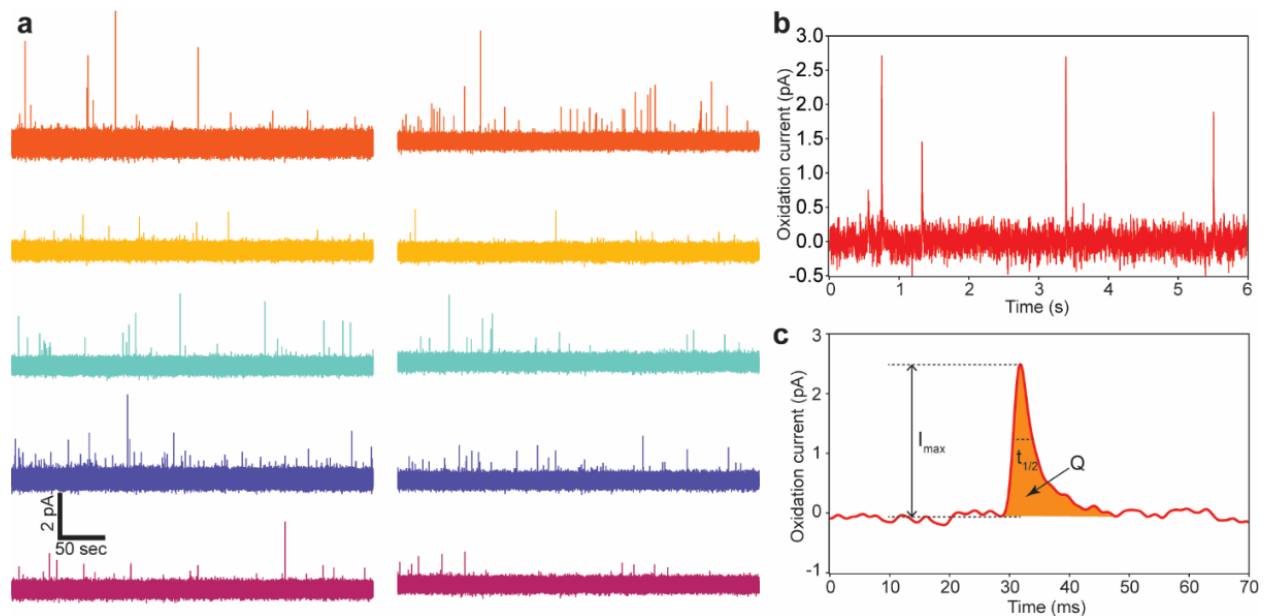 a
2 pA
50 sec
b
Oxidation current (pA)
3.0
2.5
2.0
1.5
1.0
0.5
0.0
-0.5
0 1 2 3 4 5 6
Time (s)
c
Oxidation current (pA)
3
2
1
0
-1
Imax
t1/2
Q
0 10 20 30 40 50 60 70
Time (ms)